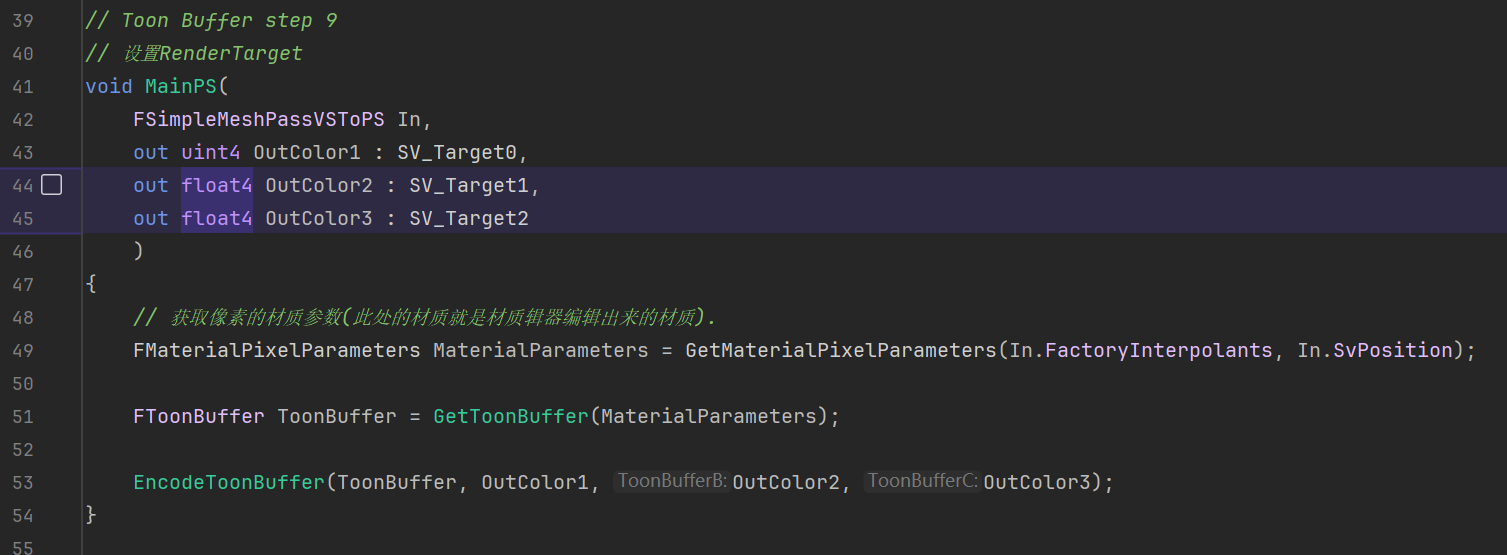 39 // Toon Buffer step 9
40 // 设置RenderTarget
41 void MainPS(
42 FSimpleMeshPassVSToPS In,
43 out uint4 OutColor1 : SV_Target0,
44 out float4 OutColor2 : SV_Target1,
45 out float4 OutColor3 : SV_Target2
46 )
47 {
48 // 获取像素的材质参数(此处的材质就是材质辑器编辑出来的材质).
49 FMaterialPixelParameters MaterialParameters = GetMaterialPixelParameters(In.FactoryInterpolants, In.SvPosition);
50
51 FToonBuffer ToonBuffer = GetToonBuffer(MaterialParameters);
52
53 EncodeToonBuffer(ToonBuffer, OutColor1, ToonBufferB: OutColor2, ToonBufferC: OutColor3);
54 }
55